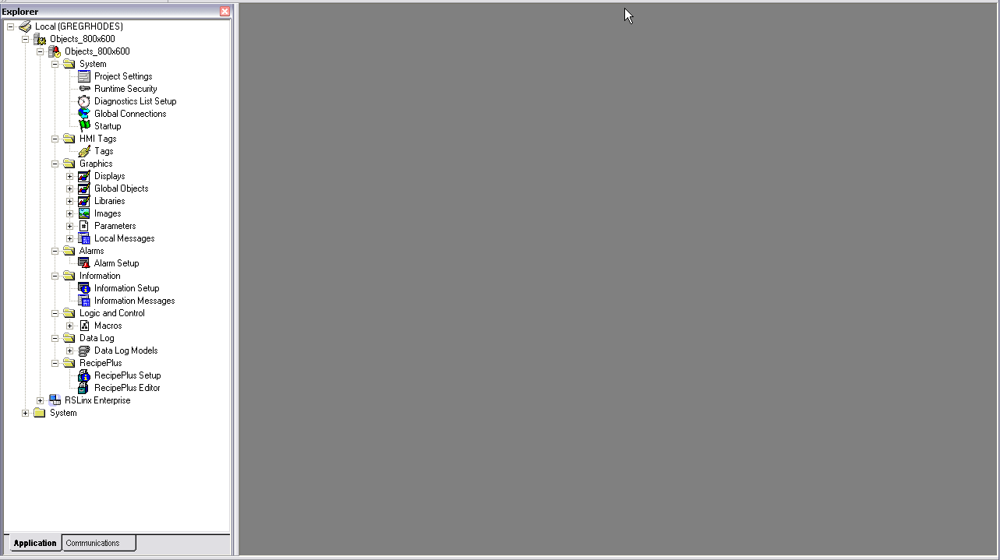 Explorer
Local (GREGRHODES)
Objects_800x600
Objects_800x600
System
Project Settings
Runtime Security
Diagnostics List Setup
Global Connections
Startup
HMI Tags
Tags
Graphics
Displays
Global Objects
Libraries
Images
Parameters
Local Messages
Alarms
Alarm Setup
Information
Information Setup
Information Messages
Logic and Control
Macros
Data Log
Data Log Models
RecipePlus
RecipePlus Setup
RecipePlus Editor
RSLinx Enterprise
System
Application Communications